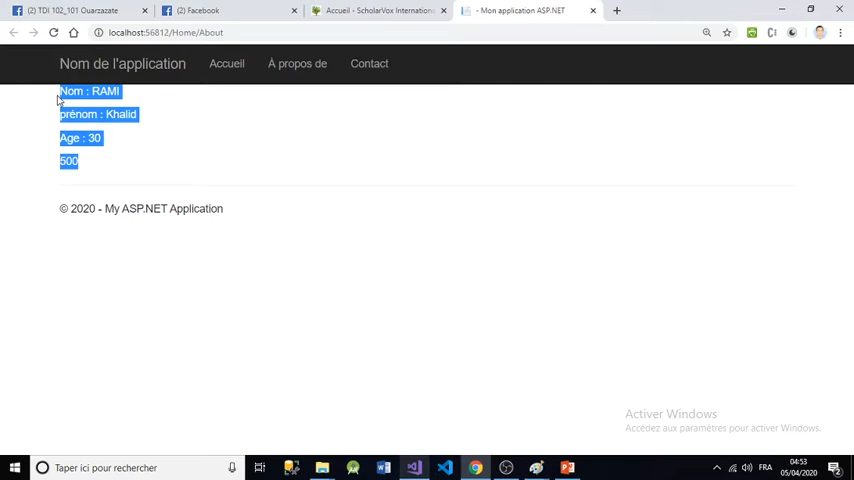 (2) TDI 102_101 Ouarzazate
(2) Facebook
Accueil - ScholarVox Internationa
- Mon application ASP.NET
localhost:56812/Home/About
Nom de l'application
Accueil
À propos de
Contact
Nom : RAMI
prénom : Khalid
Age : 30
500
© 2020 - My ASP.NET Application
Activer Windows
Accédez aux paramètres pour activer Windows.
Taper ici pour rechercher
FRA
04:53
05/04/2020
2